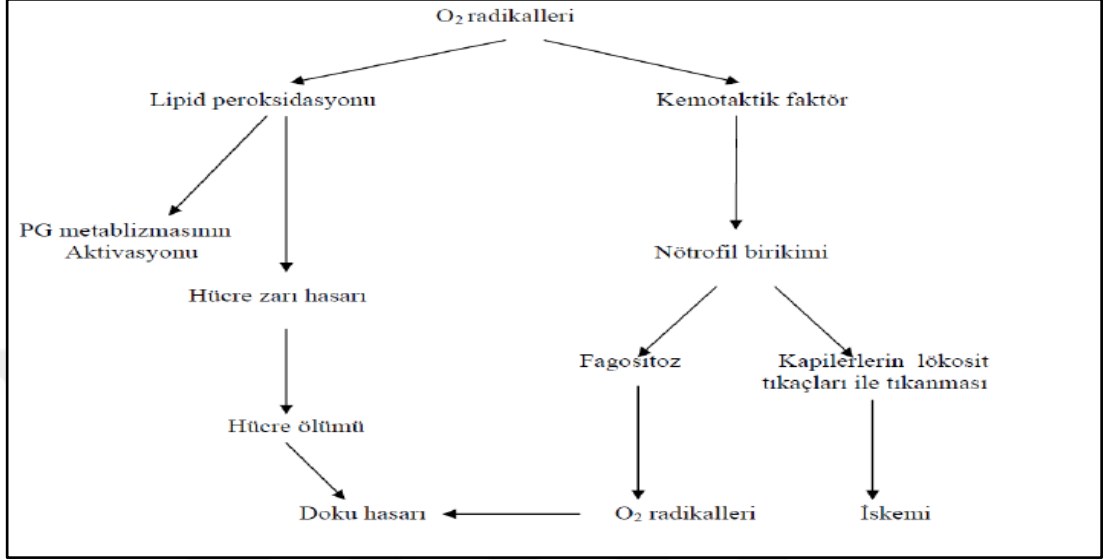 O₂ radikalleri
Lipid peroksidasyonu
Kemotaktik faktör
PG metablizmasının
Aktivasyonu
Nötrofil birikimi
Hücre zarı hasarı
Fagositoz
Kapilerlerin lökosit
tıkaçları ile tıkanması
Hücre ölümü
Doku hasarı
O₂ radikalleri
İskemi